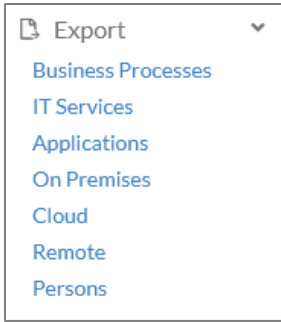 Export
Business Processes
IT Services
Applications
On Premises
Cloud
Remote
Persons